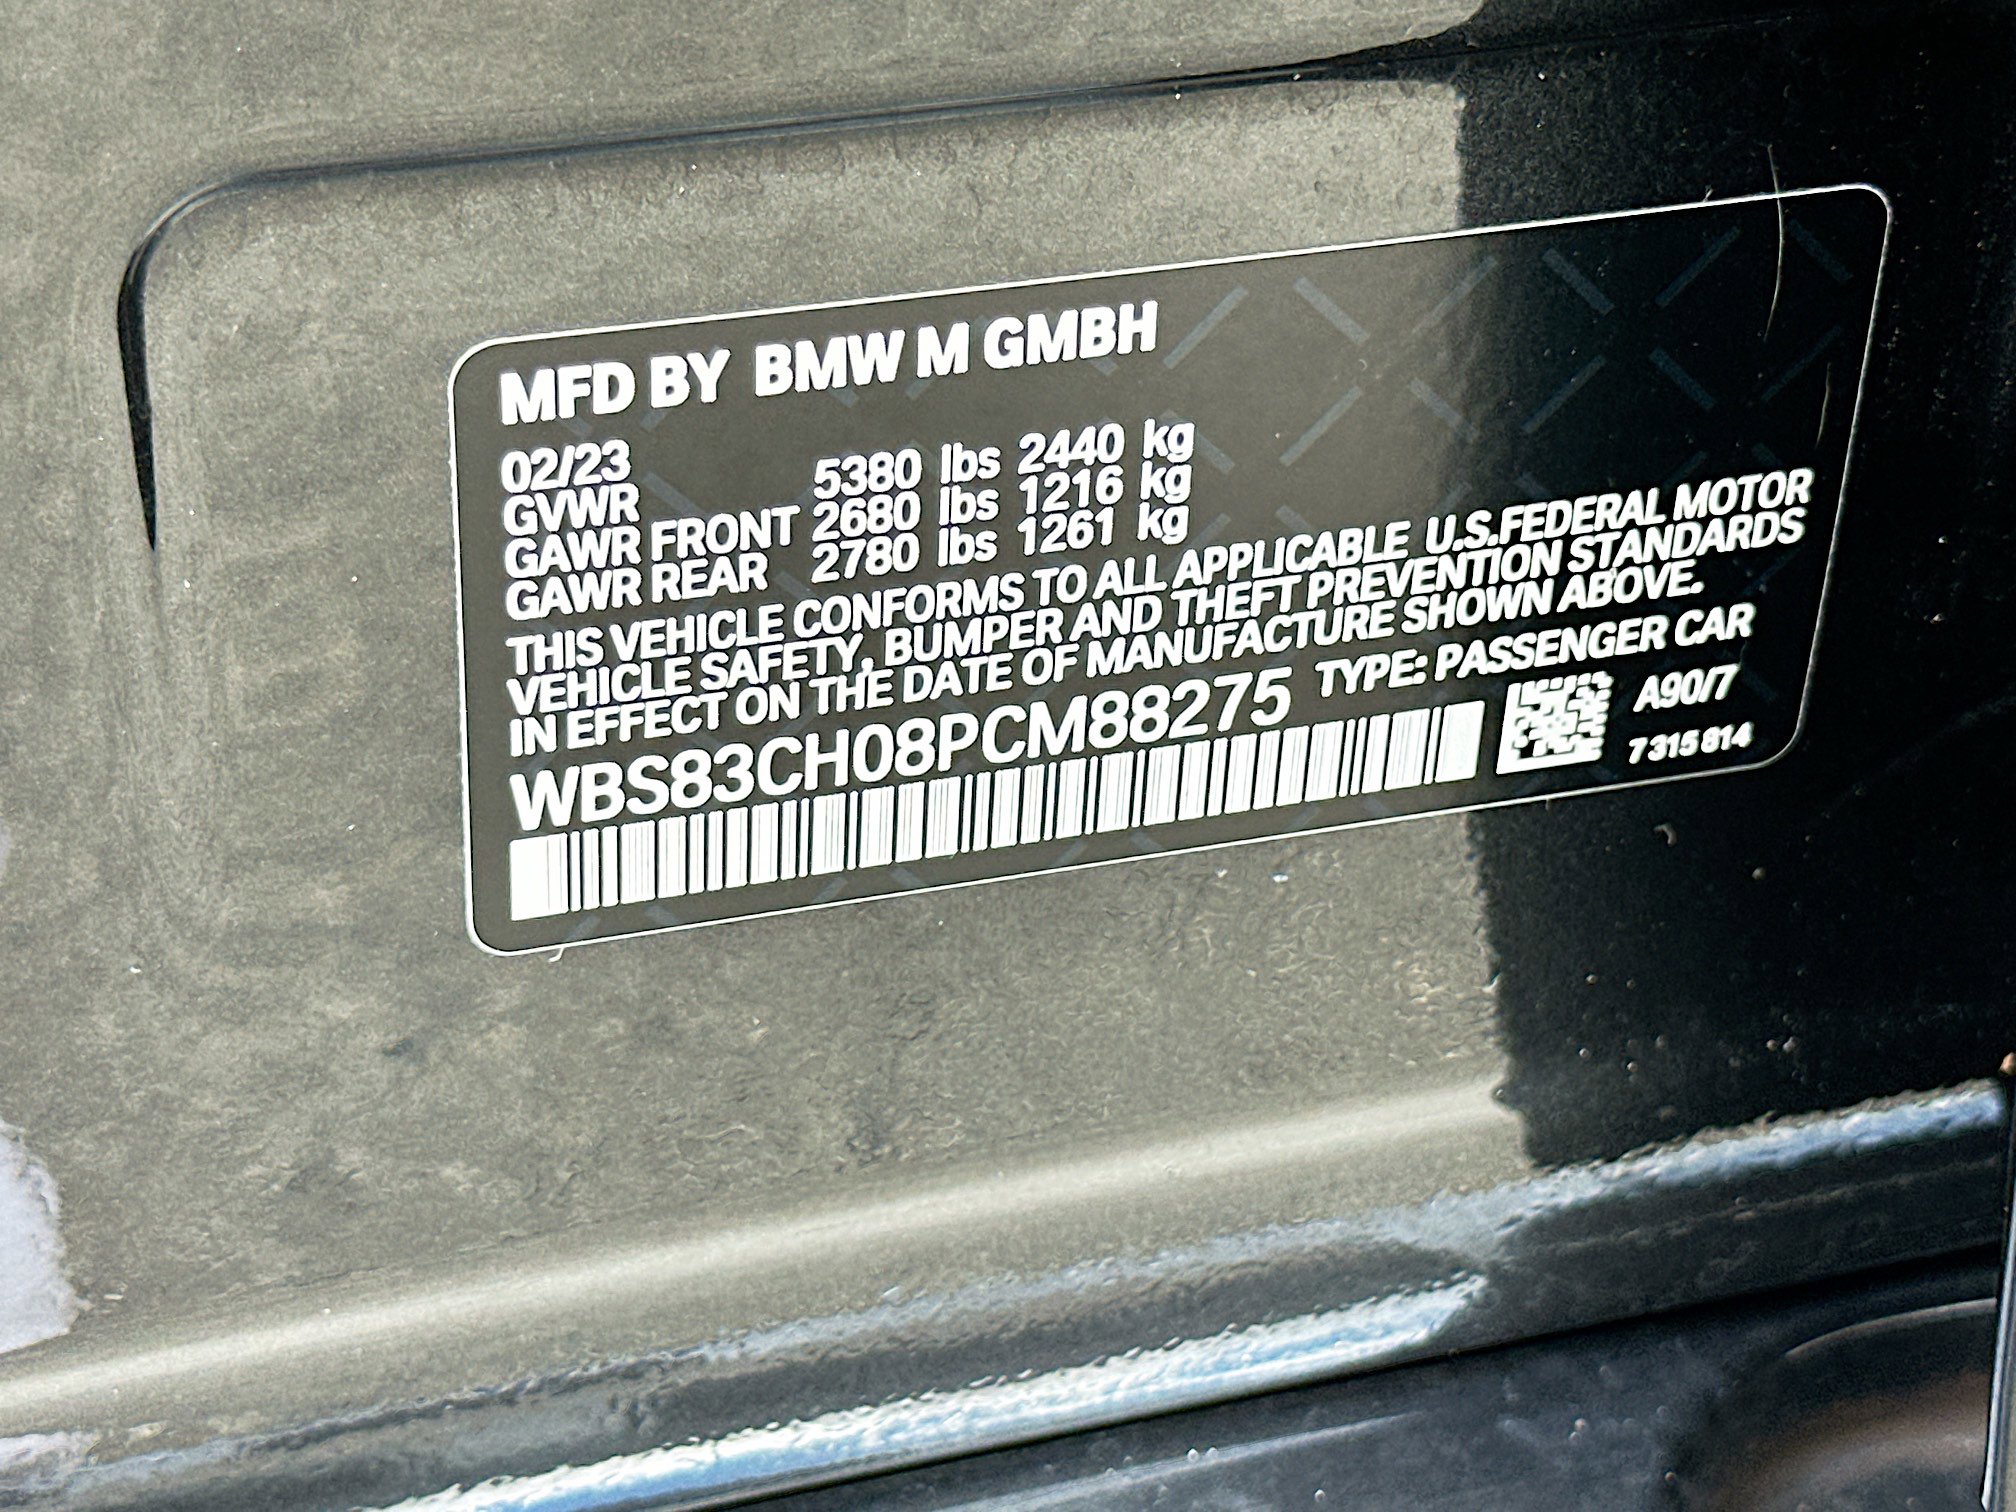 MFD BY BMW M GMBH
02/23
GVWR 5380 lbs 2440 kg
GAWR FRONT 2680 lbs 1216 kg
GAWR REAR 2780 lbs 1261 kg
THIS VEHICLE CONFORMS TO ALL APPLICABLE U.S.FEDERAL MOTOR
VEHICLE SAFETY, BUMPER AND THEFT PREVENTION STANDARDS
IN EFFECT ON THE DATE OF MANUFACTURE SHOWN ABOVE.
WBS83CH08PCM88275 TYPE: PASSENGER CAR
A90/7
7 315 814